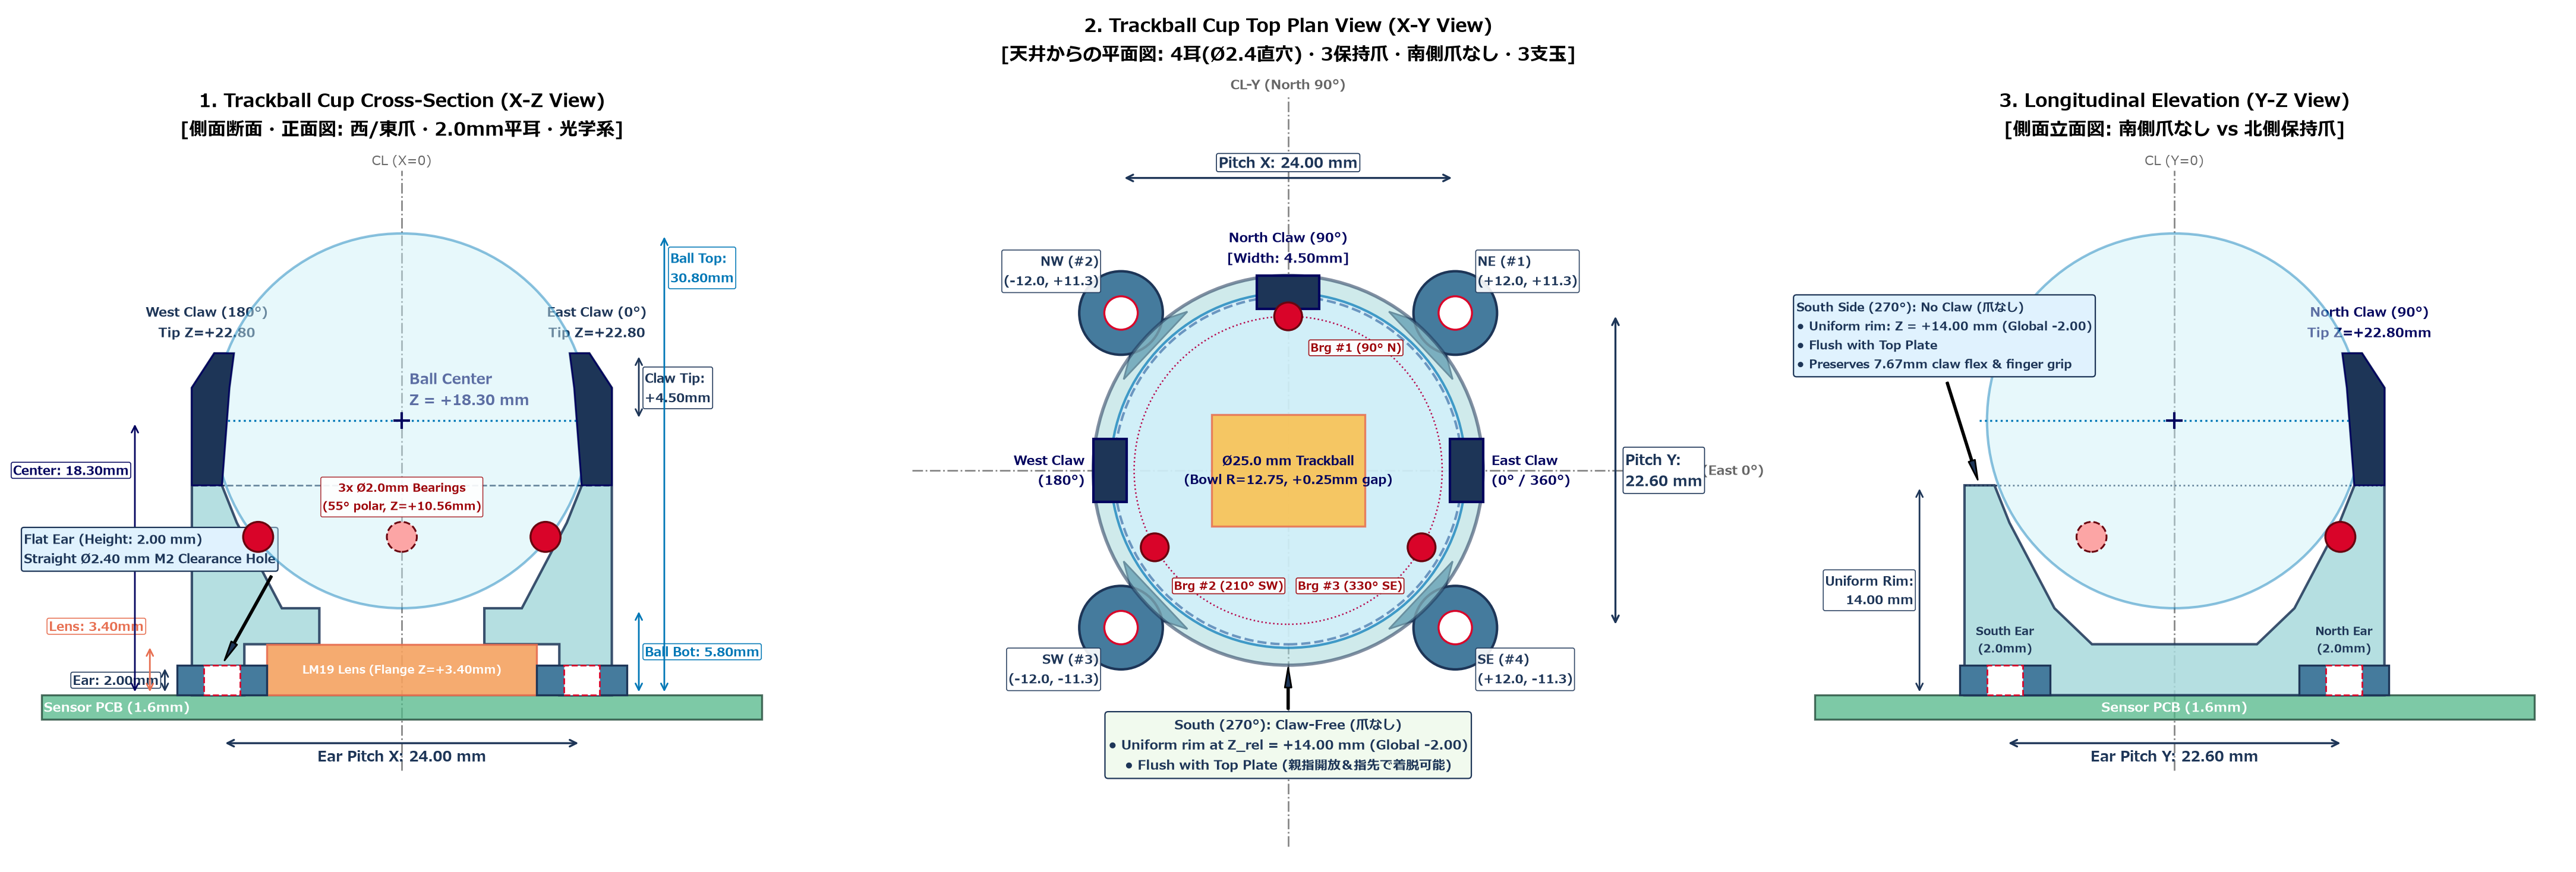 1. Trackball Cup Cross-Section (X-Z View)
[側面断面・正面図: 西/東爪・2.0mm平耳・光学系]
CL (X=0)
West Claw (180°)
Tip Z=+22.80
East Claw (0°)
Tip Z=+22.80
Ball Top:
30.80mm
Ball Center
Z = +18.30 mm
Claw Tip:
+4.50mm
Center: 18.30mm
3x Ø2.0mm Bearings
(55° polar, Z=+10.56mm)
Flat Ear (Height: 2.00 mm)
Straight Ø2.40 mm M2 Clearance Hole
Lens: 3.40mm
Ball Bot: 5.80mm
LM19 Lens (Flange Z=+3.40mm)
Ear: 2.00mm
Sensor PCB (1.6mm)
Ear Pitch X: 24.00 mm
2. Trackball Cup Top Plan View (X-Y View)
[天井からの平面図: 4耳(Ø2.4直穴)・3保持爪・南側爪なし・3支玉]
CL-Y (North 90°)
Pitch X: 24.00 mm
North Claw (90°)
[Width: 4.50mm]
NW (#2)
(-12.0, +11.3)
NE (#1)
(+12.0, +11.3)
Brg #1 (90° N)
West Claw
(180°)
Ø25.0 mm Trackball
(Bowl R=12.75, +0.25mm gap)
East Claw
(0° / 360°)
Pitch Y:
22.60 mm
(East 0°)
Brg #2 (210° SW)
Brg #3 (330° SE)
SW (#3)
(-12.0, -11.3)
SE (#4)
(+12.0, -11.3)
South (270°): Claw-Free (爪なし)
● Uniform rim at Z_rel = +14.00 mm (Global -2.00)
● Flush with Top Plate (親指開放＆指先で着脱可能)
3. Longitudinal Elevation (Y-Z View)
[側面立面図: 南側爪なし vs 北側保持爪]
CL (Y=0)
South Side (270°): No Claw (爪なし)
● Uniform rim: Z = +14.00 mm (Global -2.00)
● Flush with Top Plate
● Preserves 7.67mm claw flex & finger grip
North Claw (90°)
Tip Z=+22.80mm
Uniform Rim:
14.00 mm
South Ear
(2.0mm)
North Ear
(2.0mm)
Sensor PCB (1.6mm)
Ear Pitch Y: 22.60 mm